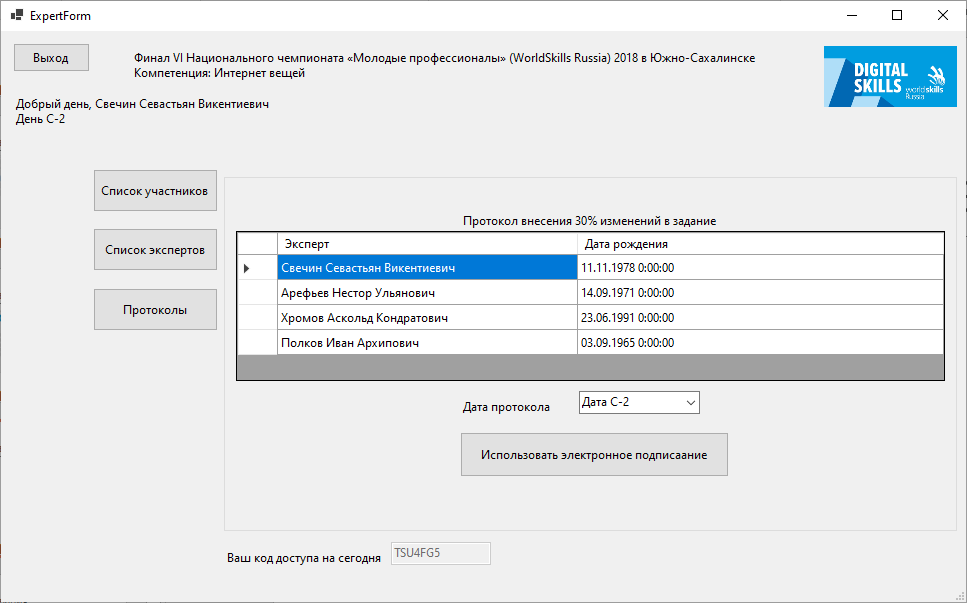 ExpertForm
Выход
Финал VI Национального чемпионата «Молодые профессионалы» (WorldSkills Russia) 2018 в Южно-Сахалинске
Компетенция: Интернет вещей
DIGITAL
SKILLS
worldskills
Russia
Добрый день, Свечин Севастьян Викентиевич
День C-2
Список участников
Список экспертов
Протоколы
Протокол внесения 30% изменений в задание
Эксперт Дата рождения
Свечин Севастьян Викентиевич 11.11.1978 0:00:00
Арефьев Нестор Ульянович 14.09.1971 0:00:00
Хромов Аскольд Кондратович 23.06.1991 0:00:00
Полков Иван Архипович 03.09.1965 0:00:00
Дата протокола Дата C-2
Использовать электронное подписаание
Ваш код доступа на сегодня TSU4FG5